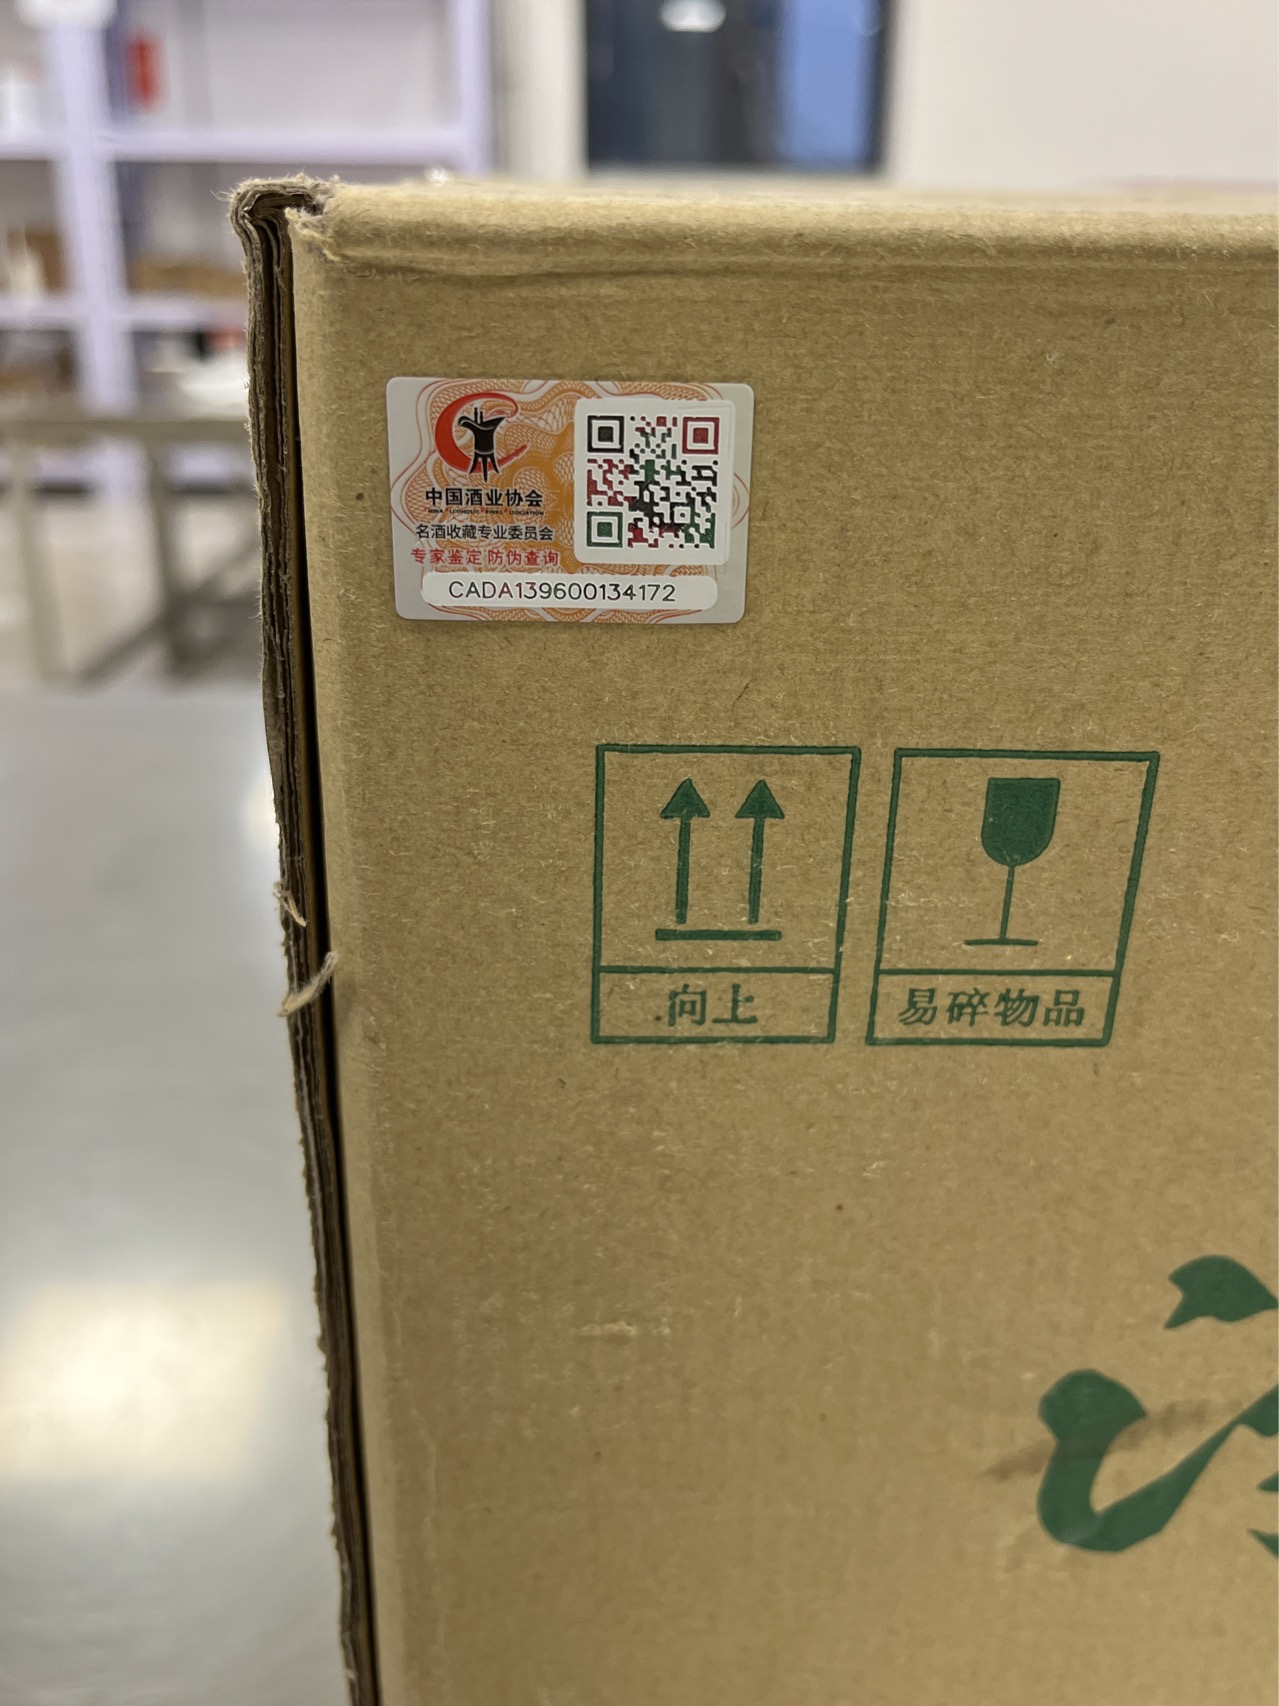 中国酒业协会
名酒收藏专业委员会
专家鉴定 防伪查询
CADA139600134172
向上
易碎物品